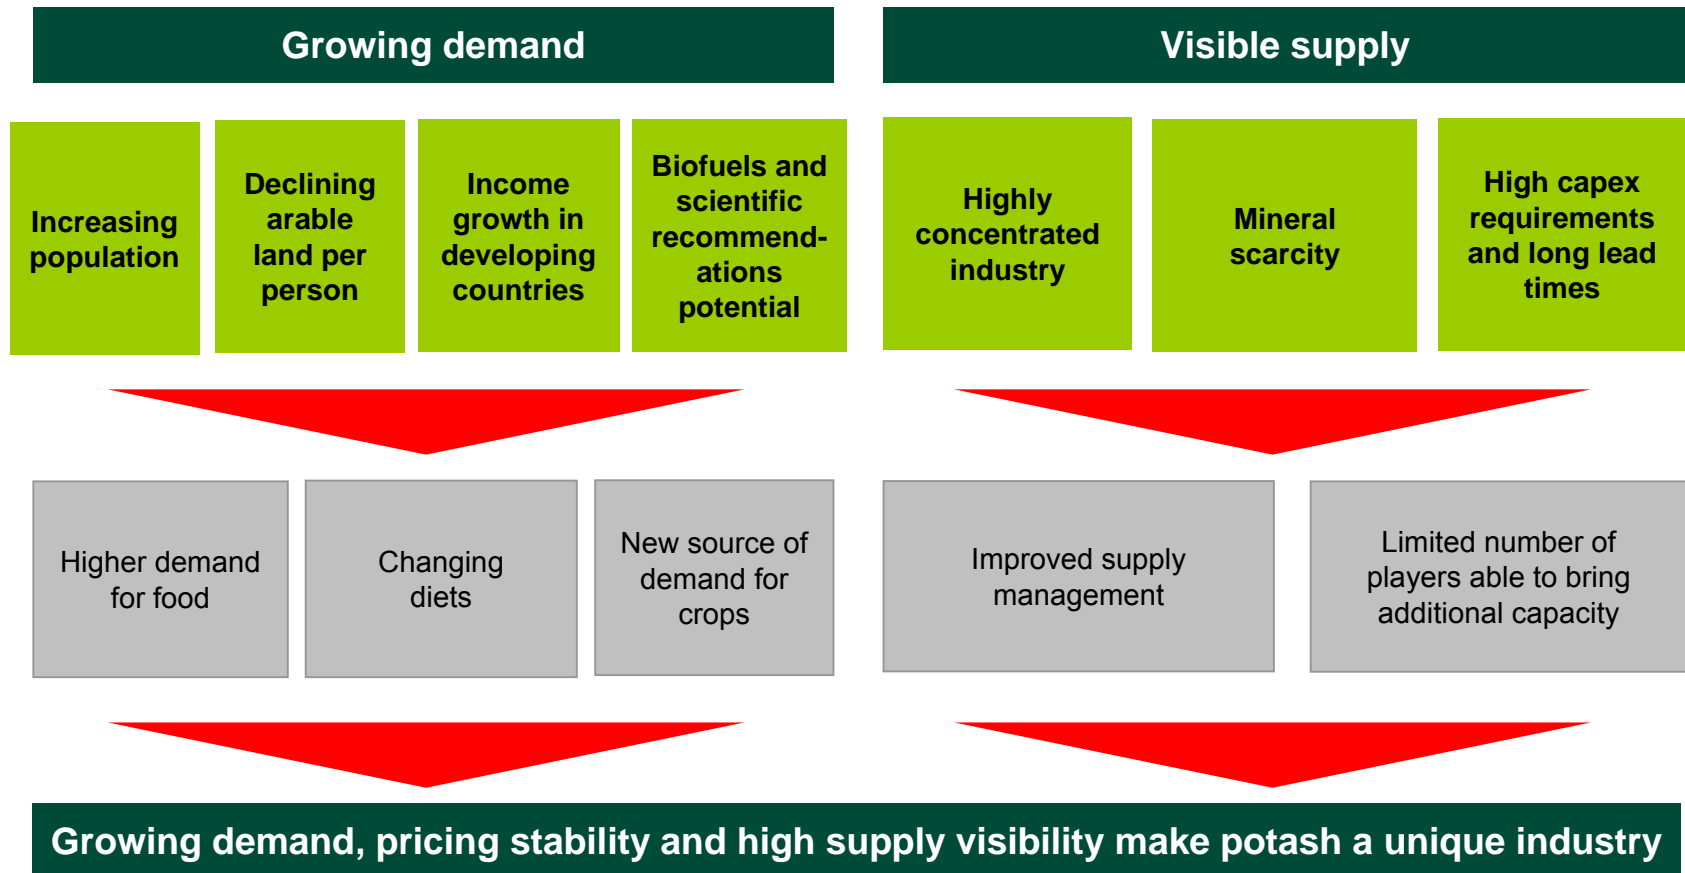 Growing demand
Visible supply
Increasing
population
Declining
arable
land per
person
Income
growth in
developing
countries
Biofuels and
scientific
recommend-
ations
potential
Highly
concentrated
industry
Mineral
scarcity
High capex
requirements
and long lead
times
Higher demand
for food
Changing
diets
New source of
demand for
crops
Improved supply
management
Limited number of
players able to bring
additional capacity
Growing demand, pricing stability and high supply visibility make potash a unique industry